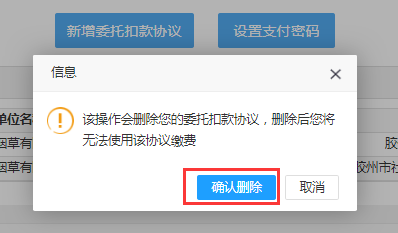 新增委托扣款协议 设置支付密码
信息
单位名
该操作会删除您的委托扣款协议，删除后您将
无法使用该协议缴费
烟草有 胶
烟草有 胶州市社
确认删除 取消